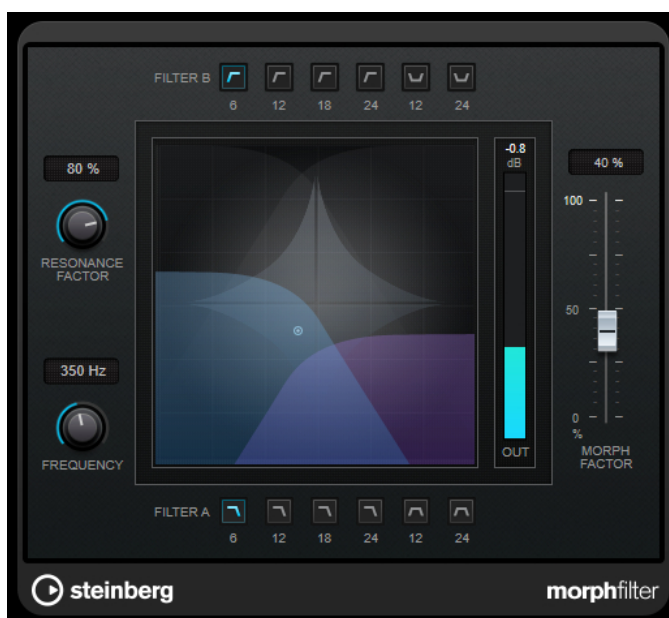 FILTER B
6 12 18 24 12 24
80 %
RESONANCE
FACTOR
350 Hz
FREQUENCY
-0.8
dB
OUT
40 %
100
50
0
%
MORPH
FACTOR
FILTER A
6 12 18 24 12 24
steinberg
morphfilter